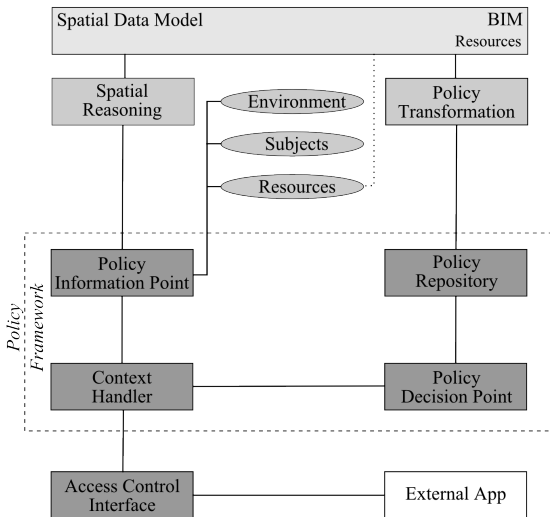 Spatial Data Model
BIM
Resources
Spatial
Reasoning
Environment
Subjects
Resources
Policy
Transformation
Policy
Framework
Policy
Information Point
Policy
Repository
Context
Handler
Policy
Decision Point
Access Control
Interface
External App